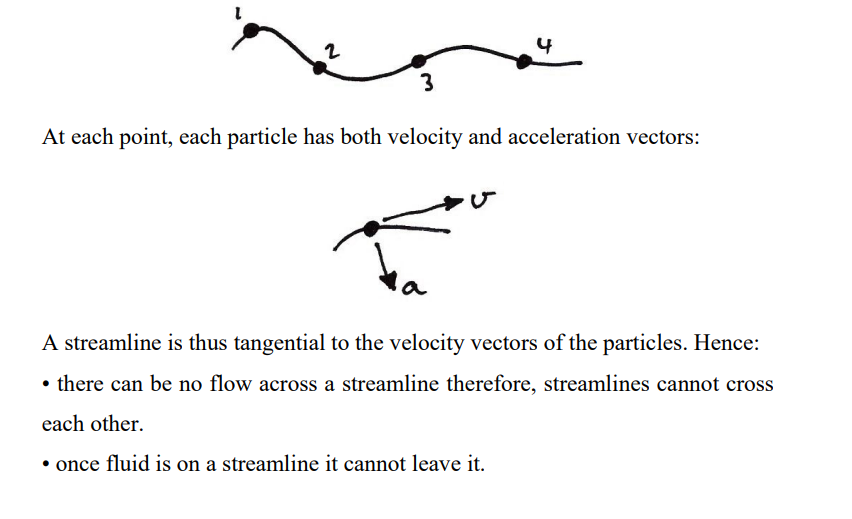 1
2
4
3
At each point, each particle has both velocity and acceleration vectors:
v
a
A streamline is thus tangential to the velocity vectors of the particles. Hence:
• there can be no flow across a streamline therefore, streamlines cannot cross
each other.
• once fluid is on a streamline it cannot leave it.